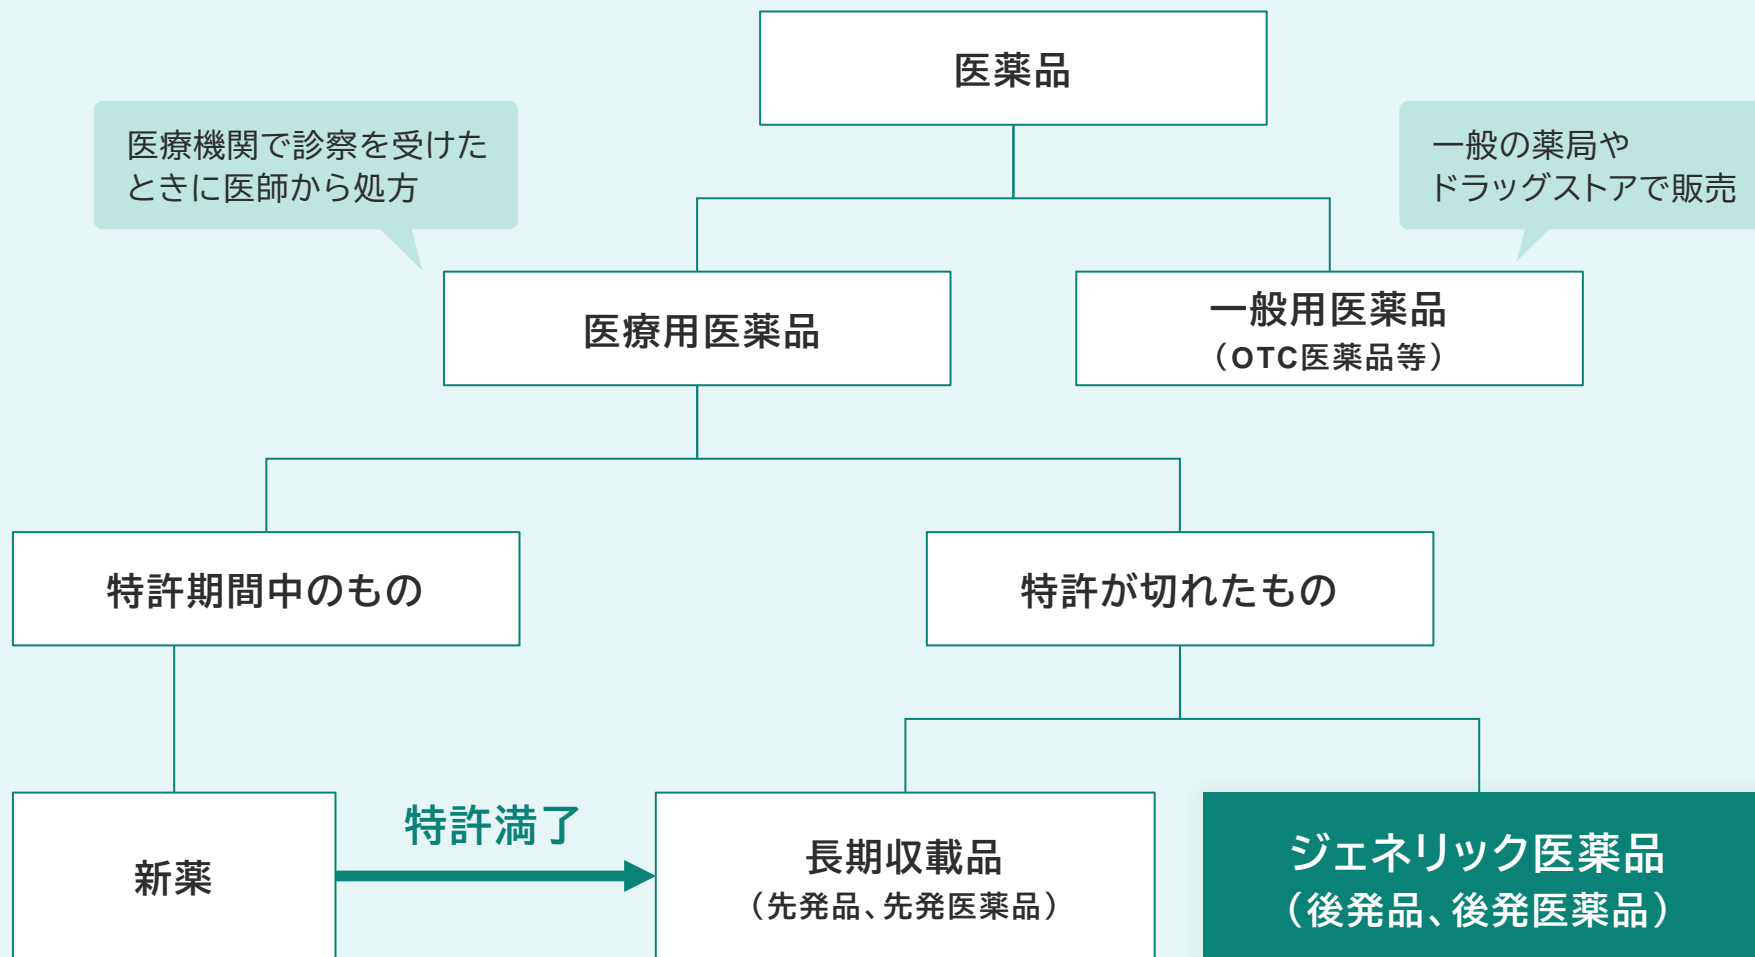 医薬品
医療機関で診察を受けた
ときに医師から処方
一般の薬局や
ドラッグストアで販売
医療用医薬品
一般用医薬品
（OTC医薬品等）
特許期間中のもの
特許が切れたもの
新薬
特許満了
長期収載品
（先発品、先発医薬品）
ジェネリック医薬品
（後発品、後発医薬品）